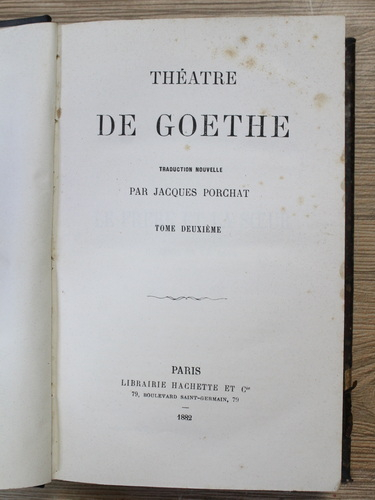 THÉATRE
DE GOETHE
TRADUCTION NOUVELLE
PAR JACQUES PORCHAT
TOME DEUXIÈME
PARIS
LIBRAIRIE HACHETTE ET Cie
79, BOULEVARD SAINT-GERMAIN, 79
—
1882